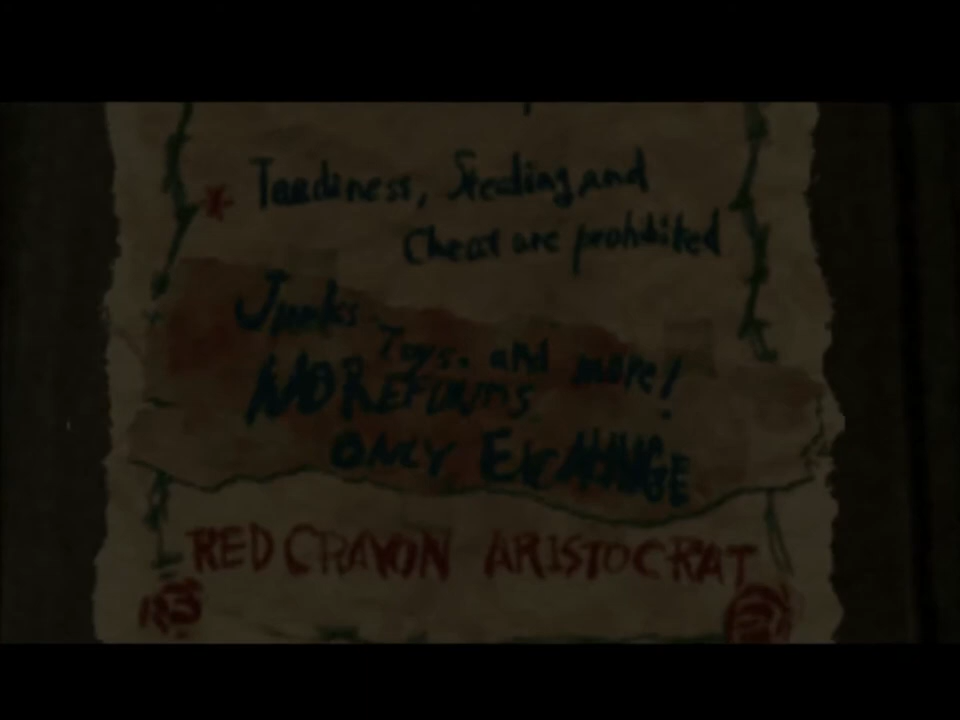 * Tardiness, Stealing and
Cheat are prohibited
Junks
Toys. and more!
NO REFUNDS
ONLY EXCHANGE
RED CRAYON ARISTOCRAT